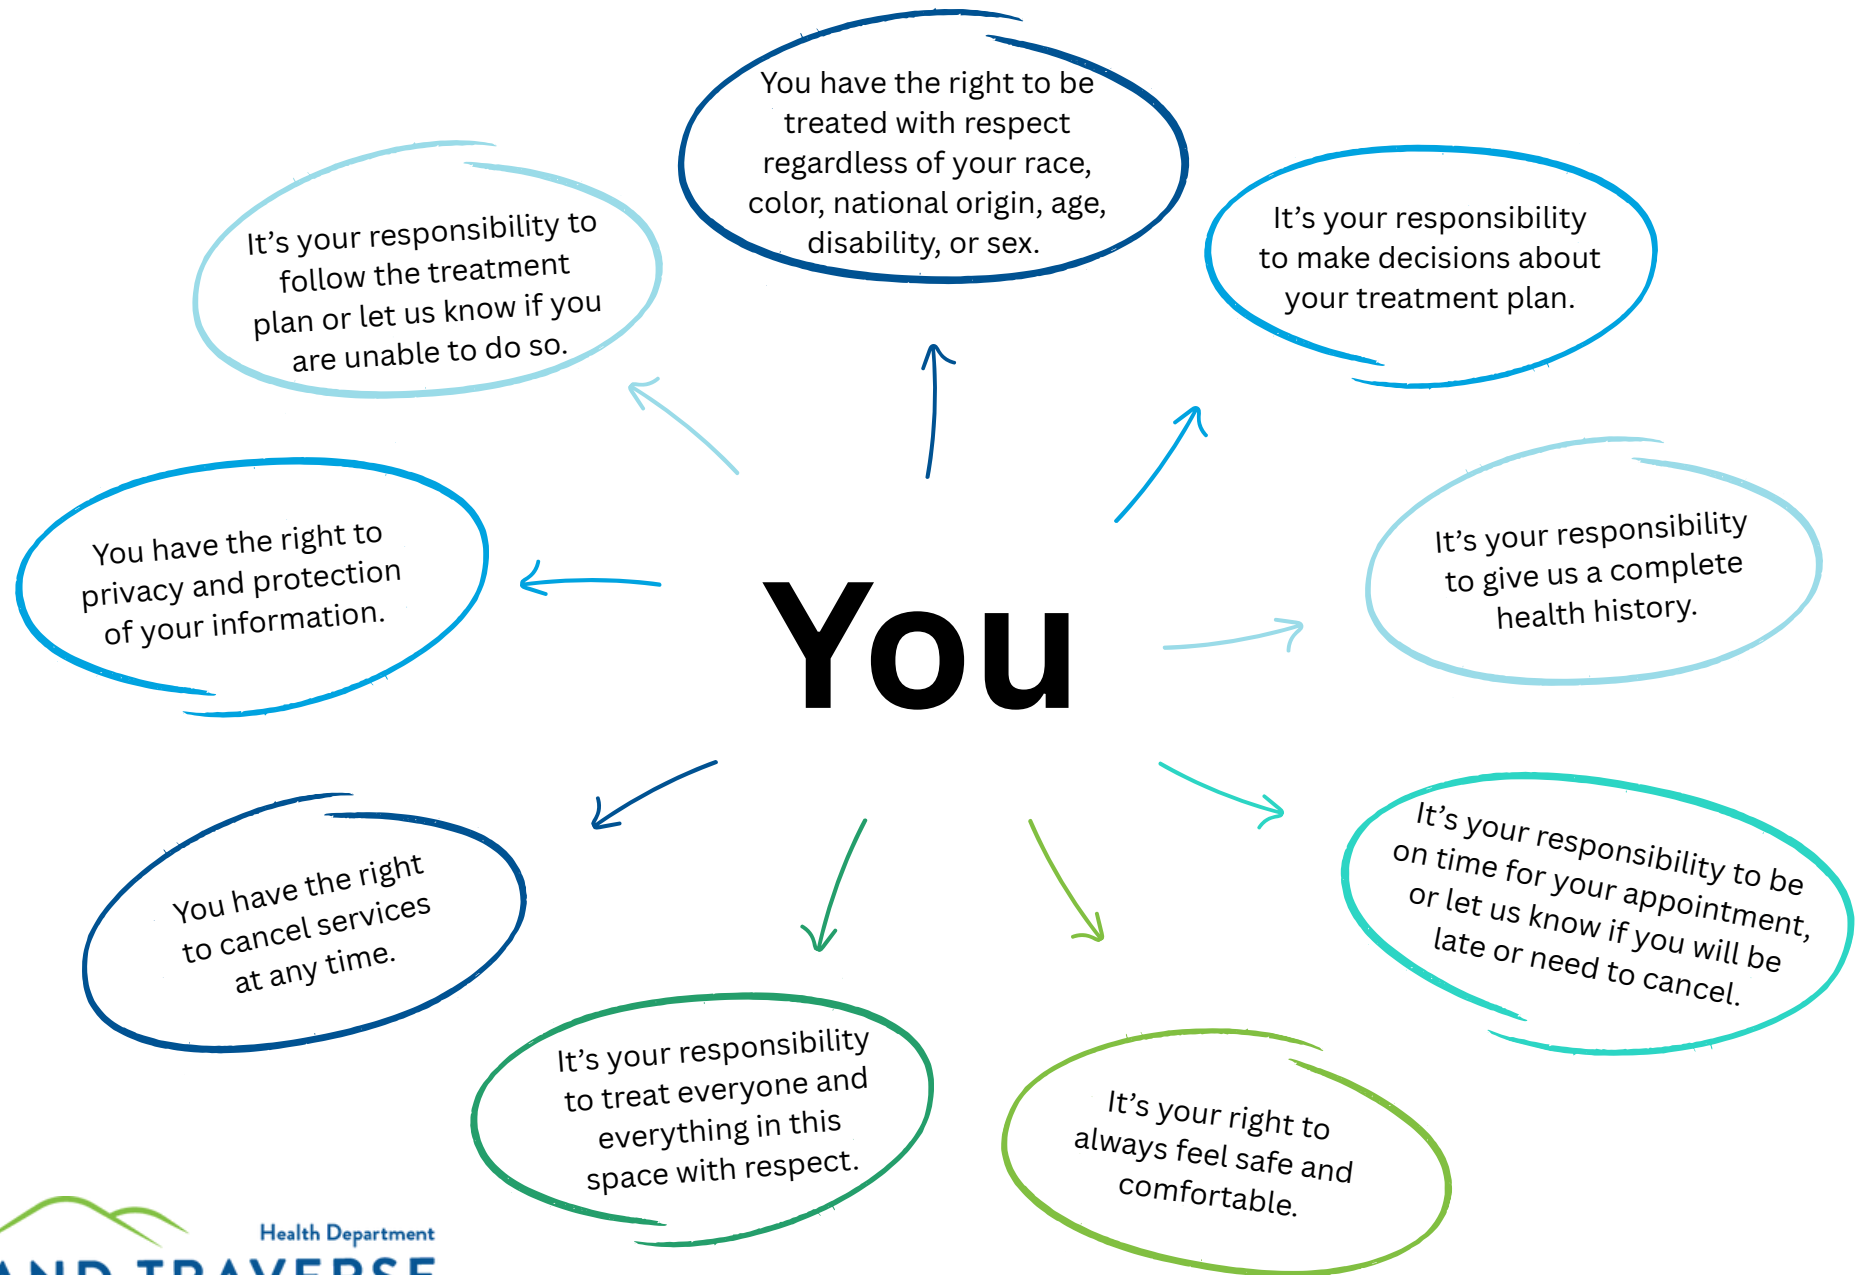 You have the right to be
treated with respect
regardless of your race,
color, national origin, age,
disability, or sex.
It's your responsibility
to make decisions about
your treatment plan.
It's your responsibility
to give us a complete
health history.
It's your responsibility to be
on time for your appointment,
or let us know if you will be
late or need to cancel.
It's your right to
always feel safe and
comfortable.
It's your responsibility
to treat everyone and
everything in this
space with respect.
You have the right
to cancel services
at any time.
You have the right to
privacy and protection
of your information.
It's your responsibility to
follow the treatment
plan or let us know if you
are unable to do so.
You
Health Department
AND TRAVERSE